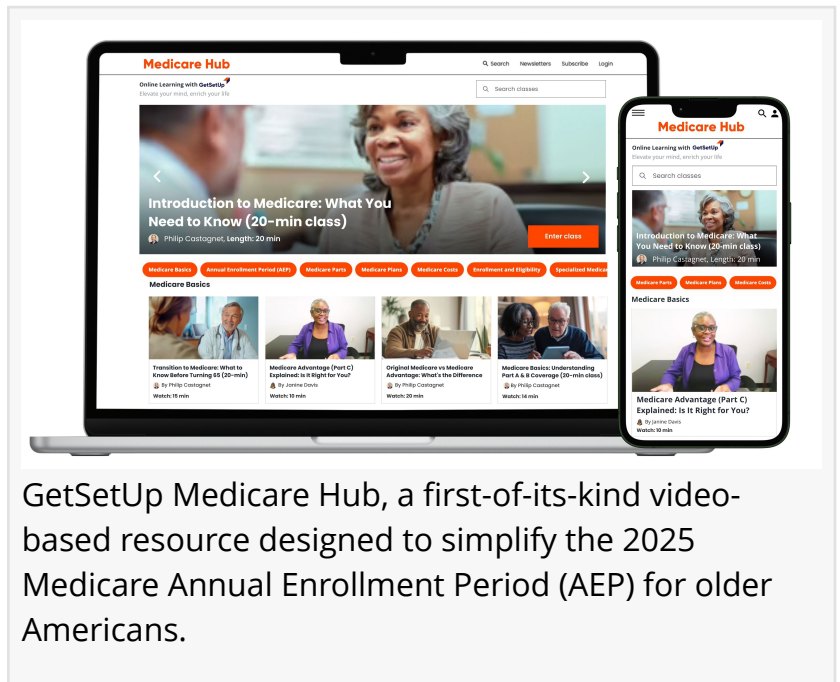 Medicare Hub
Search Newsletters Subscribe Login
Online Learning with GetSetUp
Elevate your mind, enrich your life
Search classes
Introduction to Medicare: What You
Need to Know (20-min class)
Philip Castagnet, Length: 20 min
Enter class
Medicare Basics Annual Enrollment Period (AEP) Medicare Parts Medicare Plans Medicare Costs Enrollment and Eligibility Specialized Medicar
Medicare Basics
Transition to Medicare: What to
Know Before Turning 65 (20-min)
By Philip Castagnet
Watch: 15 min
Medicare Advantage (Part C)
Explained: Is It Right for You?
By Janine Davis
Watch: 10 min
Original Medicare vs Medicare
Advantage: What's the Difference
By Philip Castagnet
Watch: 20 min
Medicare Basics: Understanding
Part A & B Coverage (20-min class)
By Philip Castagnet
Watch: 14 min
Medicare Hub
Online Learning with GetSetUp
Elevate your mind, enrich your life
Search classes
Introduction to Medicare: What
You Need to Know (20-min class)
Philip Castagnet, Length: 20 min
Medicare Parts Medicare Plans Medicare Costs
Medicare Basics
Medicare Advantage (Part C)
Explained: Is It Right for You?
By Janine Davis
Watch: 10 min
GetSetUp Medicare Hub, a first-of-its-kind video-
based resource designed to simplify the 2025
Medicare Annual Enrollment Period (AEP) for older
Americans.